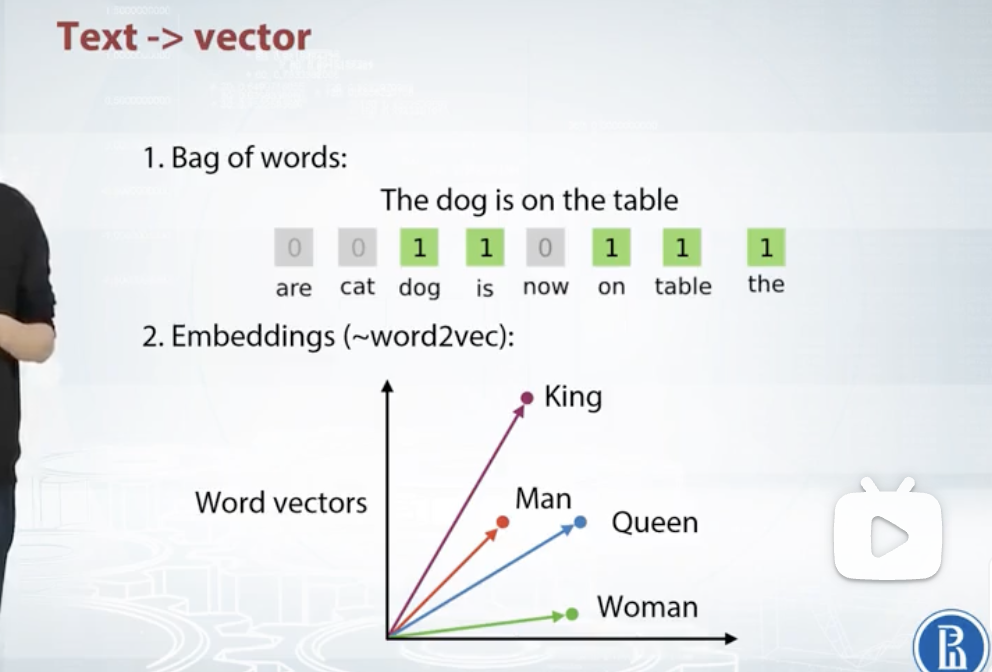 Text -> vector
1. Bag of words:
The dog is on the table
0 0 1 1 0 1 1 1
are cat dog is now on table the
2. Embeddings (~word2vec):
King
Man
Word vectors
Queen
Woman